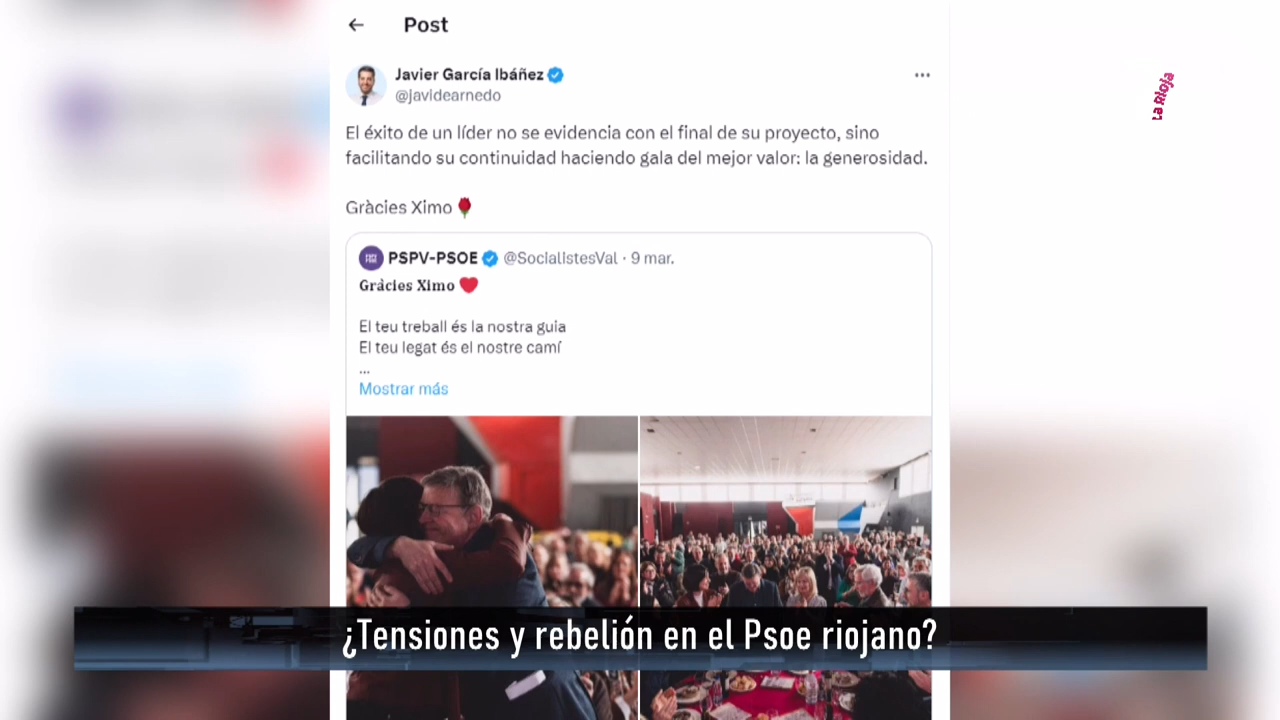 Post
Javier García Ibáñez
@javidearnedo
El éxito de un líder no se evidencia con el final de su proyecto, sino
facilitando su continuidad haciendo gala del mejor valor: la generosidad.
Gràcies Ximo
PSPV-PSOE @SocialistesVal · 9 mar.
Gràcies Ximo
El teu treball és la nostra guia
El teu legat és el nostre camí
...
Mostrar más
¿Tensiones y rebelión en el Psoe riojano?
La Rioja